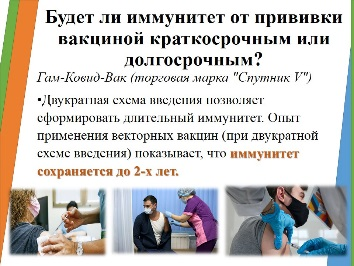 Будет ли иммунитет от прививки
вакциной краткосрочным или
долгосрочным?
Гам-Ковид-Вак (торговая марка "Спутник V")
•Двукратная схема введения позволяет
сформировать длительный иммунитет. Опыт
применения векторных вакцин (при двукратной
схеме введения) показывает, что иммунитет
сохраняется до 2-х лет.